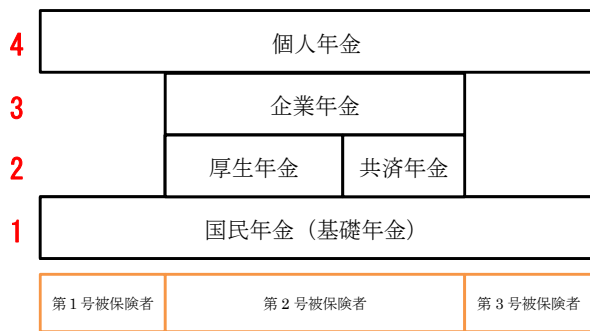 4
個人年金
3
企業年金
2
厚生年金
共済年金
1
国民年金（基礎年金）
第1号被保険者
第2号被保険者
第3号被保険者